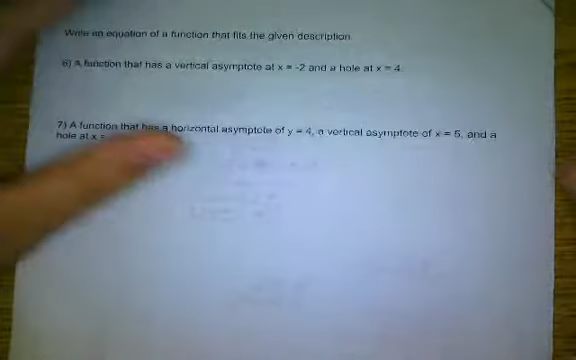 Write an equation of a function that fits the given description.
6) A function that has a vertical asymptote at x = -2 and a hole at x = 4.
7) A function that has a horizontal asymptote of y = 4, a vertical asymptote of x = 5, and a
hole at x =